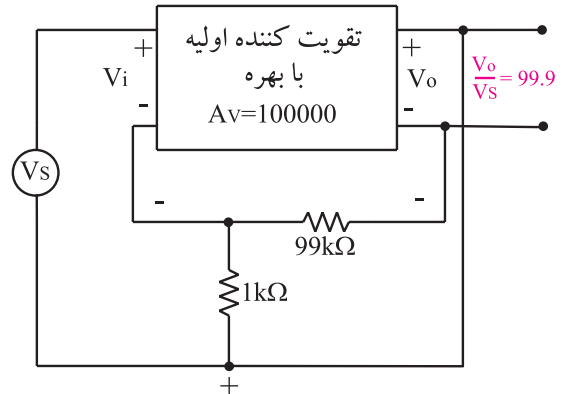 تقویت کننده اولیه
با بهره
AV=100000
+
Vi
-
+
Vo
-
Vo/VS = 99.9
VS
-
-
99kΩ
1kΩ
+